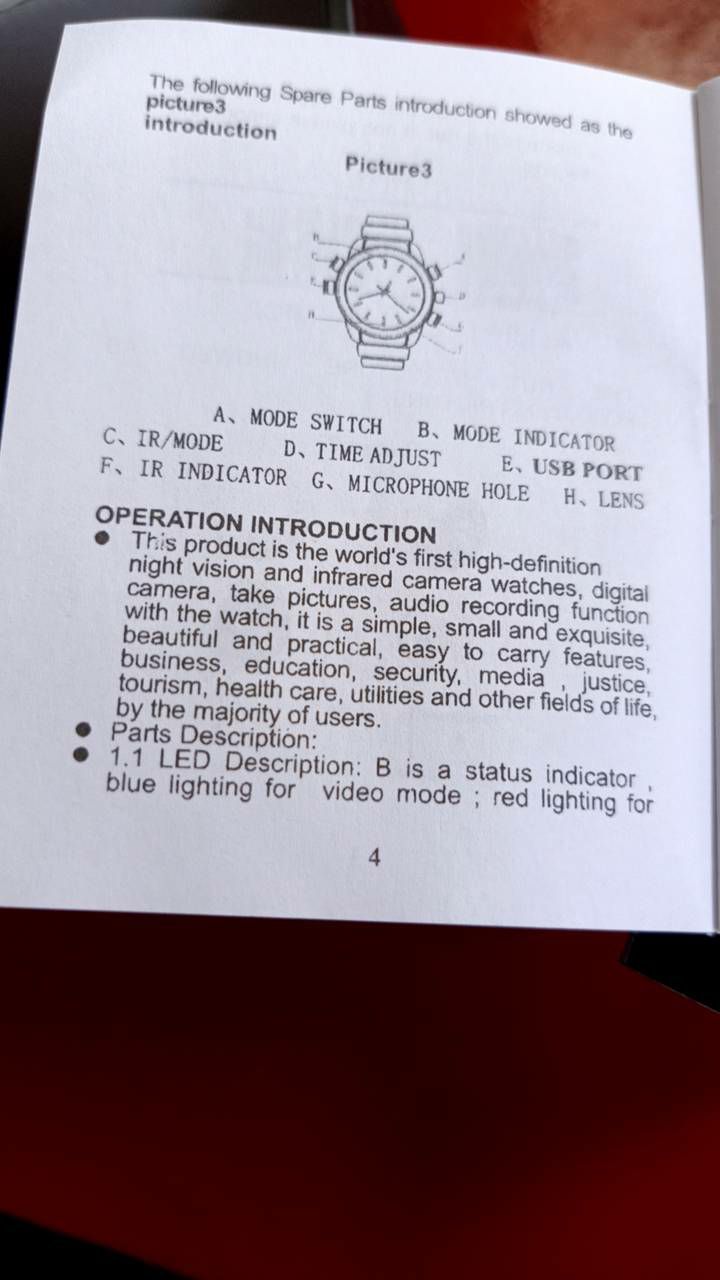 The following Spare Parts introduction showed as the
picture3
introduction
Picture3
A、MODE SWITCH B、MODE INDICATOR
C、IR/MODE D、TIME ADJUST E、USB PORT
F、IR INDICATOR G、MICROPHONE HOLE H、LENS
OPERATION INTRODUCTION
● This product is the world's first high-definition
night vision and infrared camera watches, digital
camera, take pictures, audio recording function
with the watch, it is a simple, small and exquisite,
beautiful and practical, easy to carry features,
business, education, security, media , justice,
tourism, health care, utilities and other fields of life,
by the majority of users.
● Parts Description:
● 1.1 LED Description: B is a status indicator ,
blue lighting for video mode ; red lighting for
4